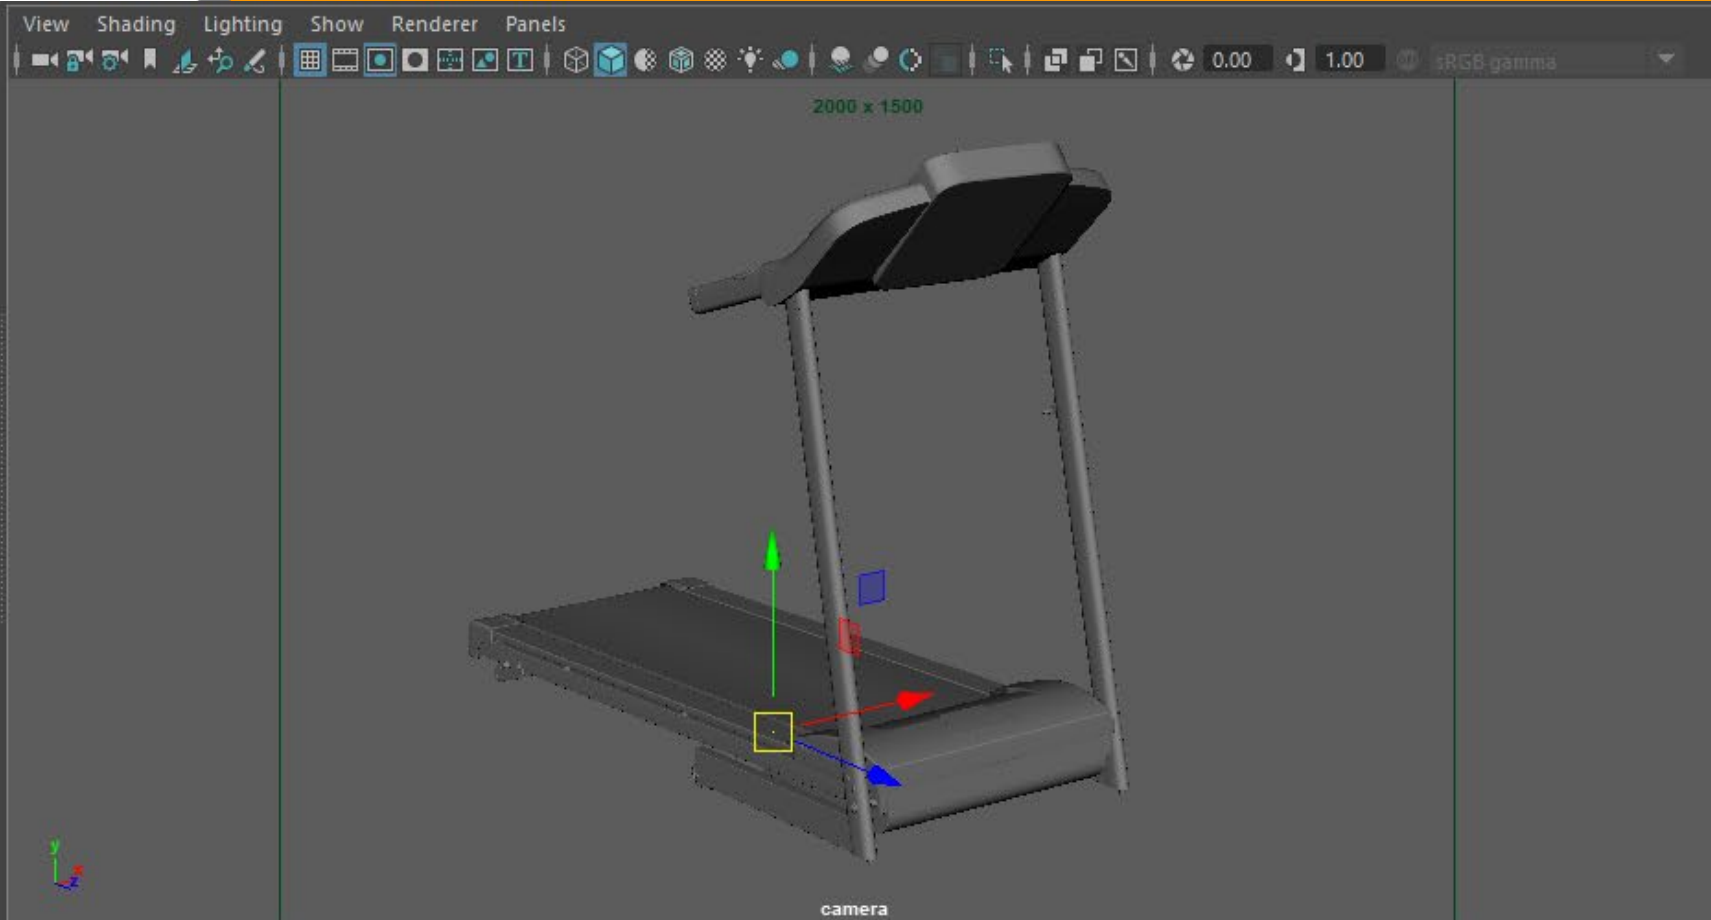 View Shading Lighting Show Renderer Panels
0.00 1.00 sRGB gamma
2000 x 1500
y
x
z
camera